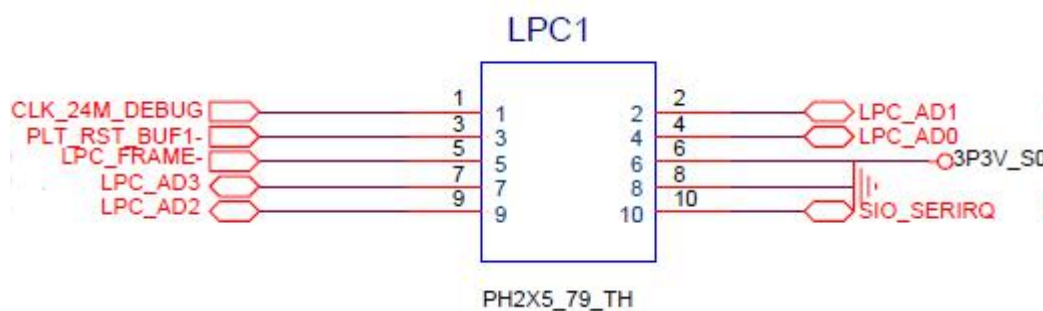 LPC1
CLK_24M_DEBUG 1 1 2 2 LPC_AD1
PLT_RST_BUF1- 3 3 4 4 LPC_AD0
LPC_FRAME- 5 5 6 6 3P3V_S0
LPC_AD3 7 7 8 8
LPC_AD2 9 9 10 10 SIO_SERIRQ
PH2X5_79_TH